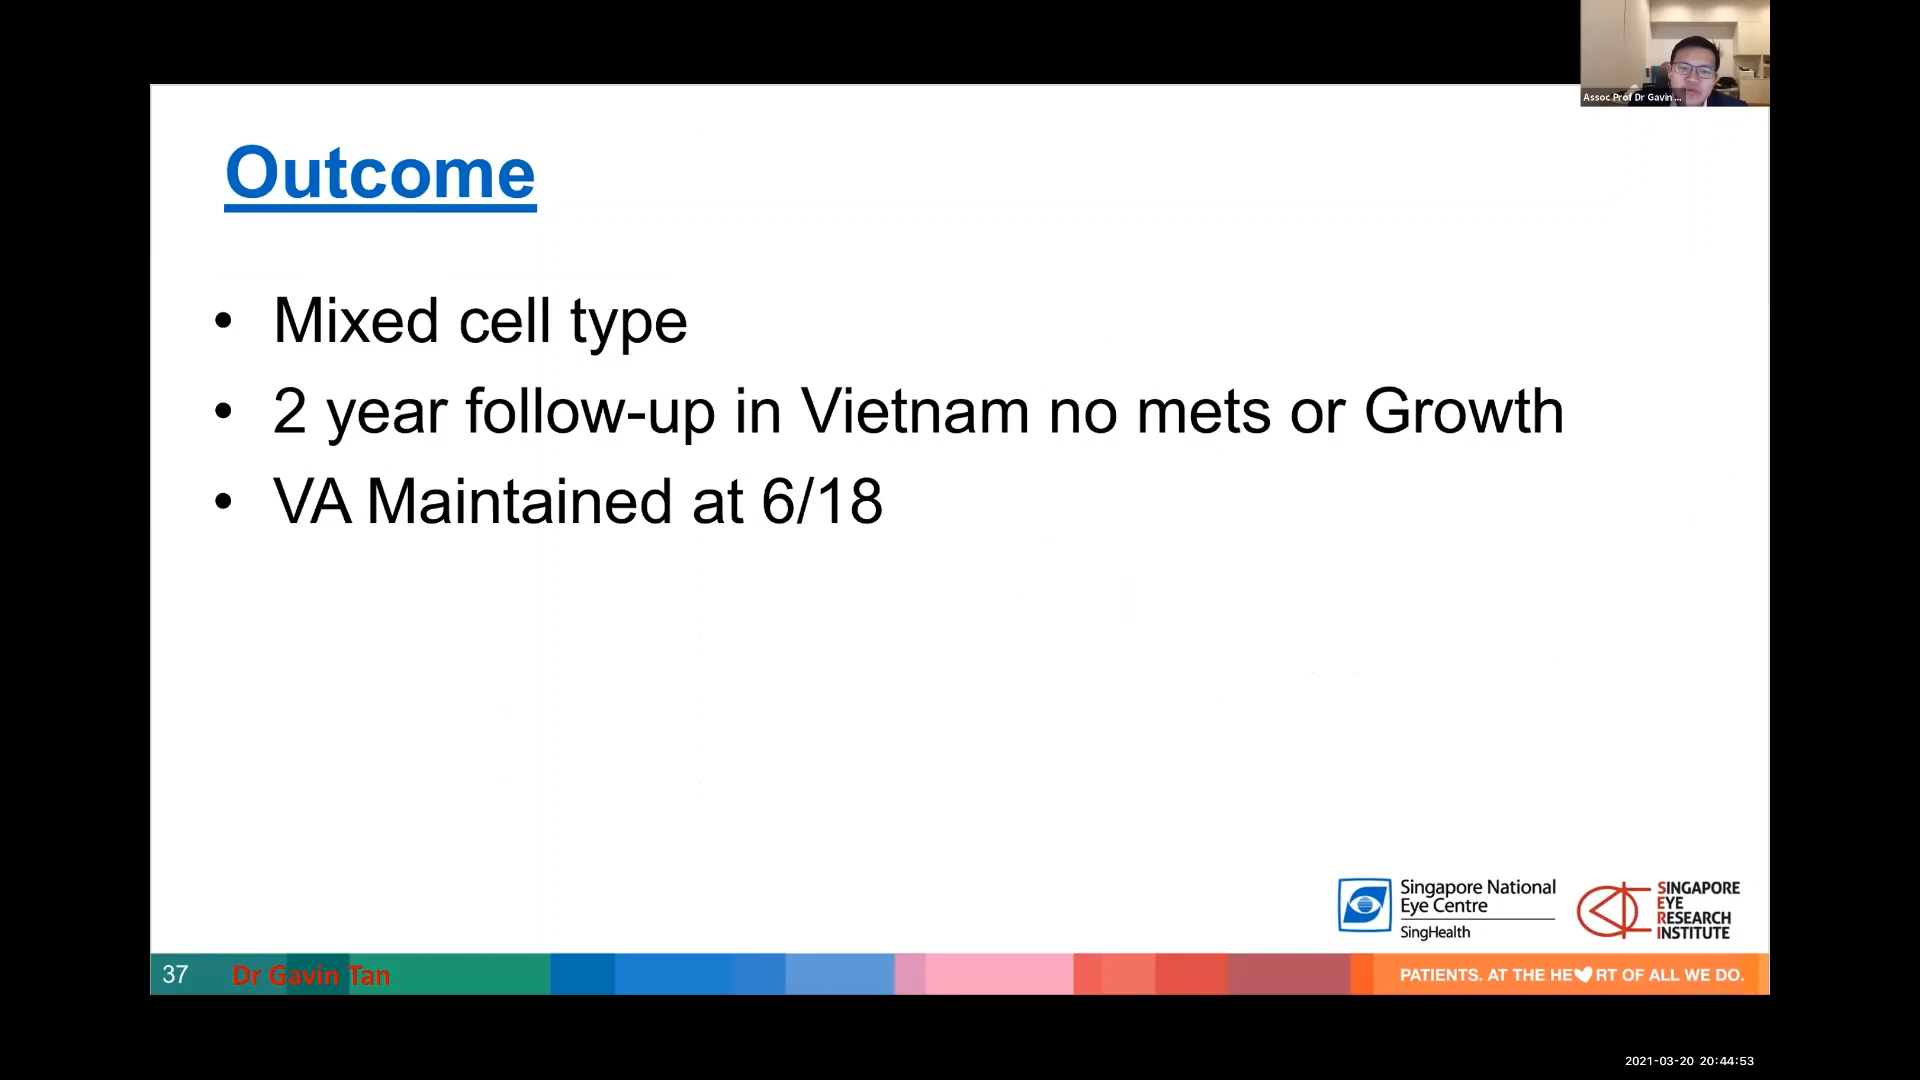 Assoc Prof Dr Gavin ...
Outcome
• Mixed cell type
• 2 year follow-up in Vietnam no mets or Growth
• VA Maintained at 6/18
Singapore National
Eye Centre
SingHealth
SINGAPORE
EYE
RESEARCH
INSTITUTE
37 Dr Gavin Tan
PATIENTS. AT THE HE♥RT OF ALL WE DO.
2021-03-20 20:44:53